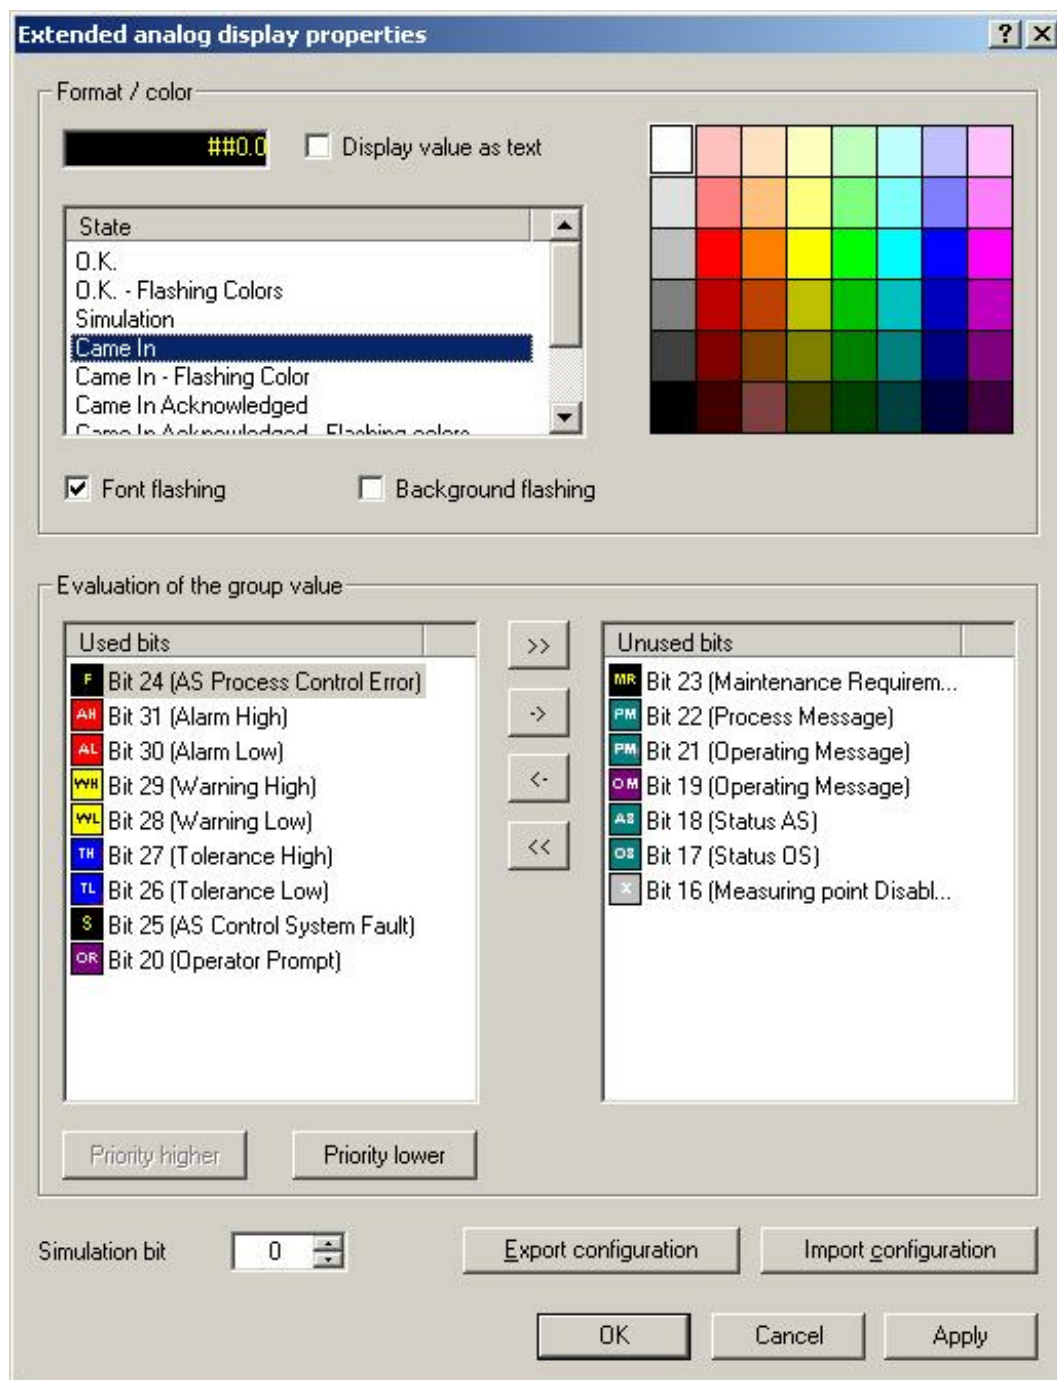 Extended analog display properties
Format / color
##0.0
Display value as text
State
O.K.
O.K. - Flashing Colors
Simulation
Came In
Came In - Flashing Color
Came In Acknowledged
Came In Acknowledged - Flashing colors
Font flashing
Background flashing
Evaluation of the group value
Used bits
F Bit 24 (AS Process Control Error)
AH Bit 31 (Alarm High)
AL Bit 30 (Alarm Low)
WH Bit 29 (Warning High)
WL Bit 28 (Warning Low)
TH Bit 27 (Tolerance High)
TL Bit 26 (Tolerance Low)
S Bit 25 (AS Control System Fault)
OR Bit 20 (Operator Prompt)
>>
->
<-
<<
Unused bits
MR Bit 23 (Maintenance Requirem...
PM Bit 22 (Process Message)
PM Bit 21 (Operating Message)
OM Bit 19 (Operating Message)
AS Bit 18 (Status AS)
OS Bit 17 (Status OS)
X Bit 16 (Measuring point Disabl...
Priority higher
Priority lower
Simulation bit
0
Export configuration
Import configuration
OK
Cancel
Apply